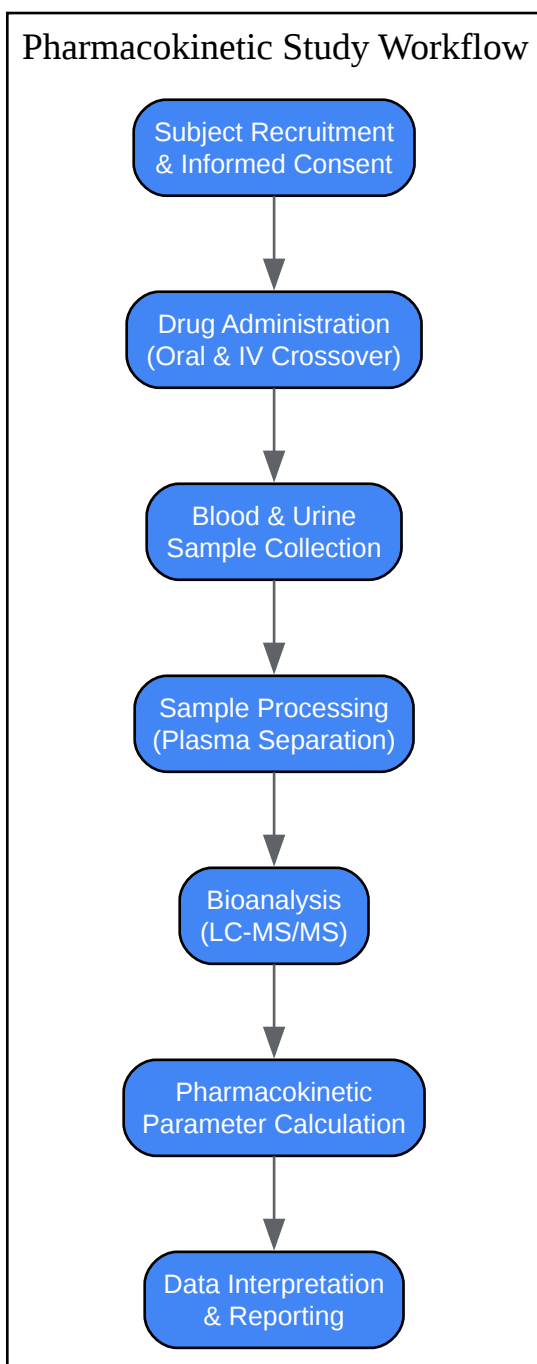 Pharmacokinetic Study Workflow
Subject Recruitment
& Informed Consent
Drug Administration
(Oral & IV Crossover)
Blood & Urine
Sample Collection
Sample Processing
(Plasma Separation)
Bioanalysis
(LC-MS/MS)
Pharmacokinetic
Parameter Calculation
Data Interpretation
& Reporting